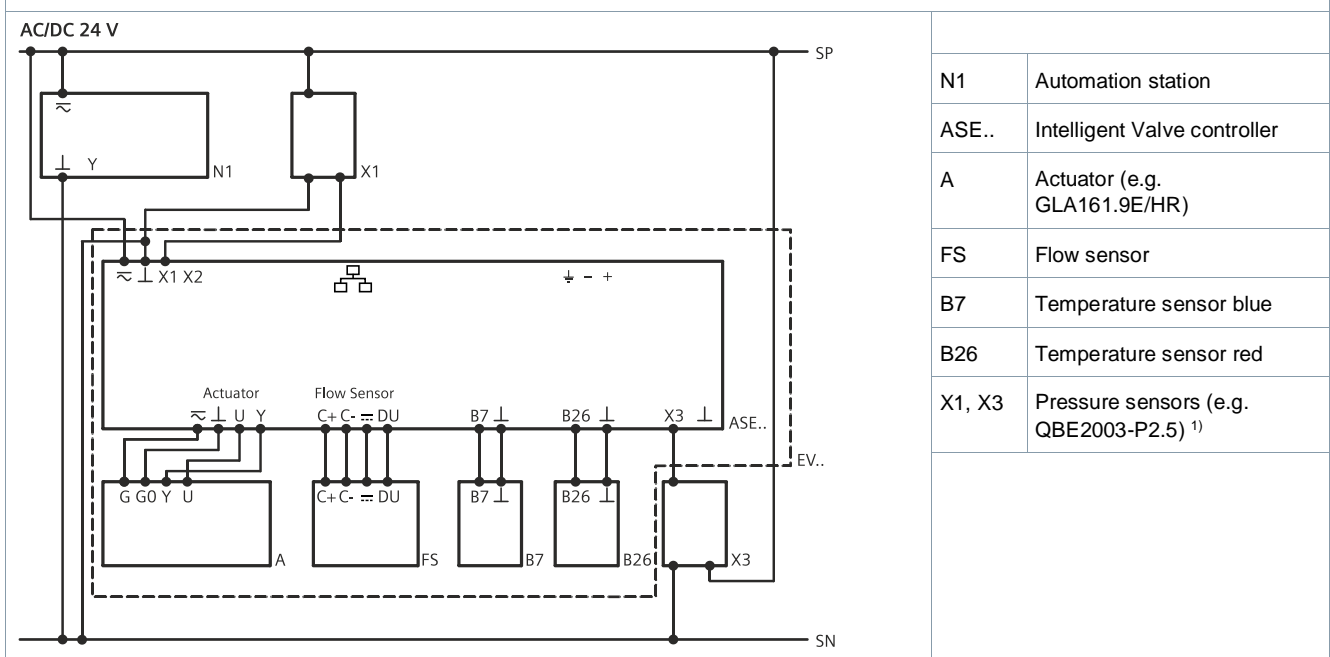 AC/DC 24 V
SP
⏦ 
⊥ Y
N1
X1
⊥ X1 X2
⏚ - +
Actuator
Flow Sensor
⊥ U Y
C+ C- ⎓ DU
B7 ⊥
B26 ⊥
X3 ⊥
ASE..
EV..
G G0 Y U
C+ C- ⎓ DU
B7 ⊥
B26 ⊥
A
FS
B7
B26
X3
SN
N1 Automation station
ASE.. Intelligent Valve controller
A Actuator (e.g.
GLA161.9E/HR)
FS Flow sensor
B7 Temperature sensor blue
B26 Temperature sensor red
X1, X3 Pressure sensors (e.g.
QBE2003-P2.5) 1)